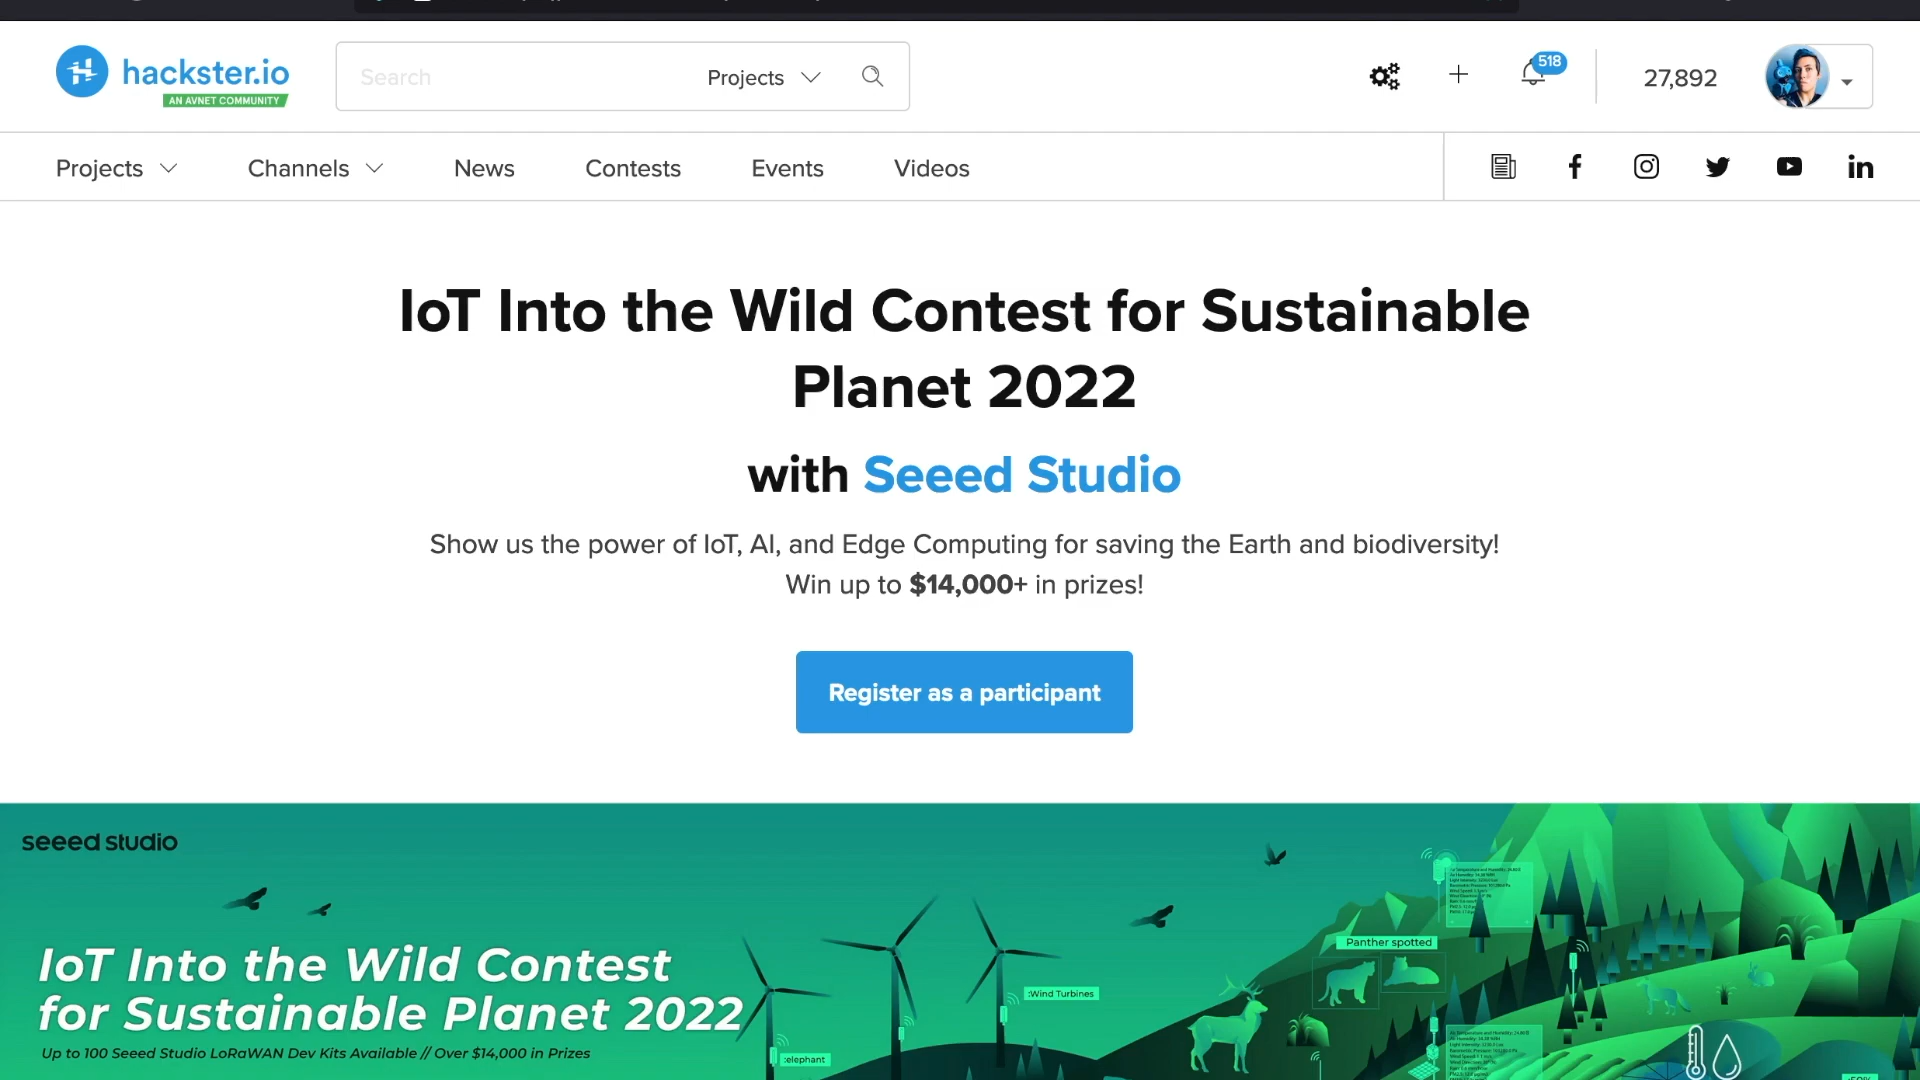 hackster.io
AN AVNET COMMUNITY
Search
Projects
518
27,892
Projects
Channels
News
Contests
Events
Videos
IoT Into the Wild Contest for Sustainable
Planet 2022
with Seeed Studio
Show us the power of IoT, AI, and Edge Computing for saving the Earth and biodiversity!
Win up to $14,000+ in prizes!
Register as a participant
seeed studio
IoT Into the Wild Contest
for Sustainable Planet 2022
Up to 100 Seeed Studio LoRaWAN Dev Kits Available // Over $14,000 in Prizes
:elephant
:Wind Turbines
Panther spotted